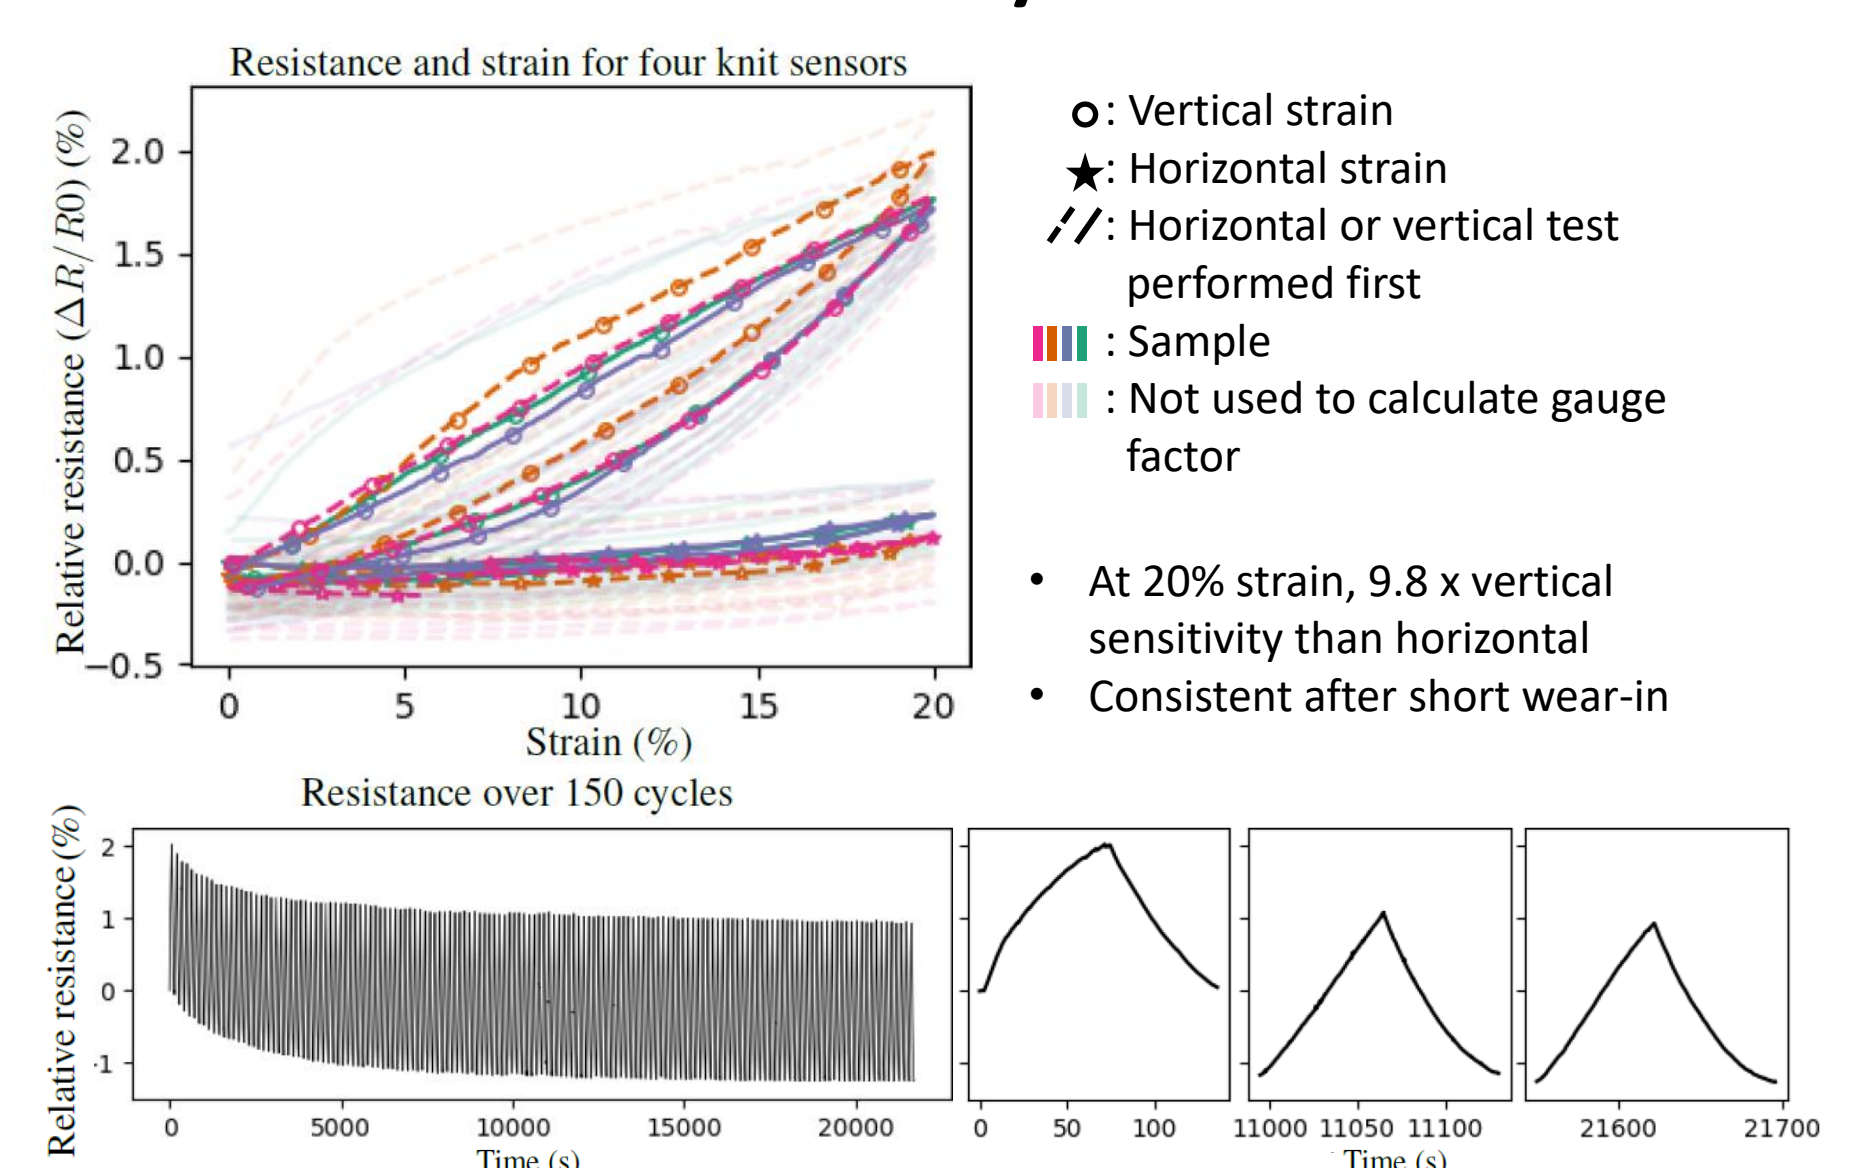 Resistance and strain for four knit sensors
Relative resistance (ΔR/R0) (%)
2.0
1.5
1.0
0.5
0.0
−0.5
0 5 10 15 20
Strain (%)
: Vertical strain
: Horizontal strain
: Horizontal or vertical test
performed first
: Sample
: Not used to calculate gauge
factor
• At 20% strain, 9.8 x vertical
sensitivity than horizontal
• Consistent after short wear-in
Resistance over 150 cycles
Relative resistance (%)
2
1
0
-1
0 5000 10000 15000 20000
Time (s)
0 50 100
11000 11050 11100
21600 21700
Time (s)